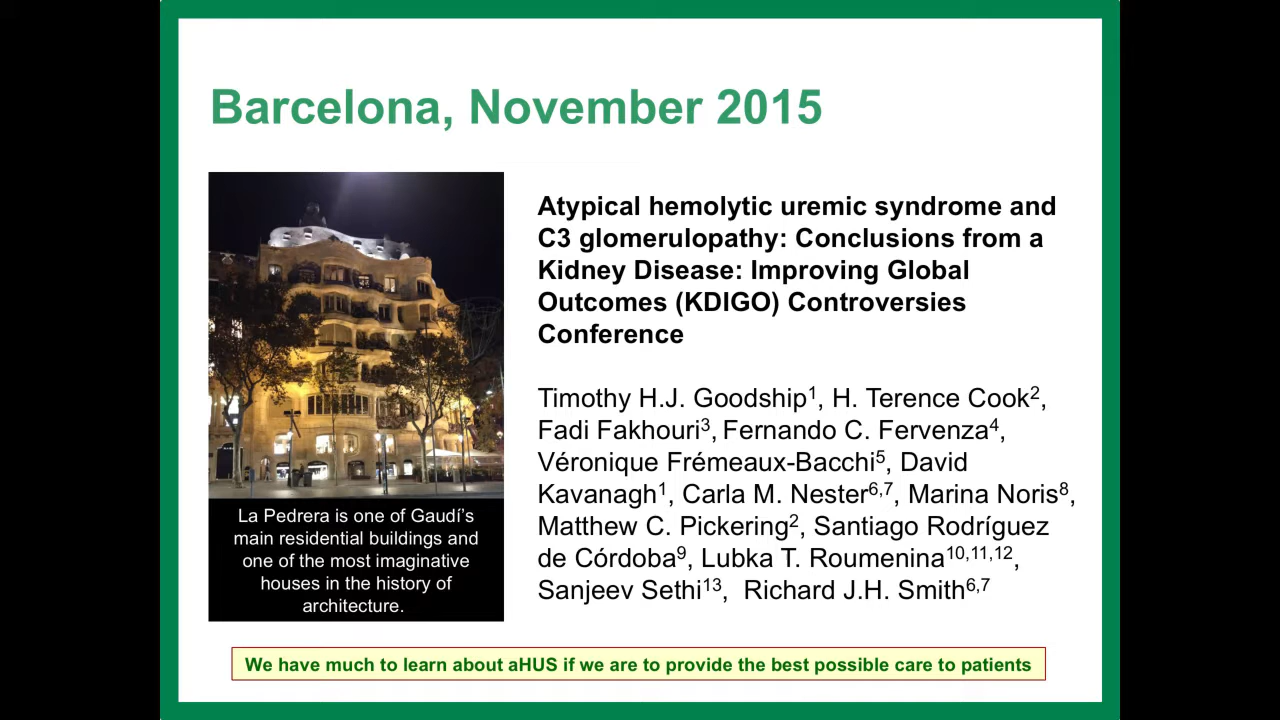 Barcelona, November 2015
Atypical hemolytic uremic syndrome and
C3 glomerulopathy: Conclusions from a
Kidney Disease: Improving Global
Outcomes (KDIGO) Controversies
Conference
Timothy H.J. Goodship1, H. Terence Cook2,
Fadi Fakhouri3, Fernando C. Fervenza4,
Véronique Frémeaux-Bacchi5, David
Kavanagh1, Carla M. Nester6,7, Marina Noris8,
Matthew C. Pickering2, Santiago Rodríguez
de Córdoba9, Lubka T. Roumenina10,11,12,
Sanjeev Sethi13, Richard J.H. Smith6,7
La Pedrera is one of Gaudí’s
main residential buildings and
one of the most imaginative
houses in the history of
architecture.
We have much to learn about aHUS if we are to provide the best possible care to patients